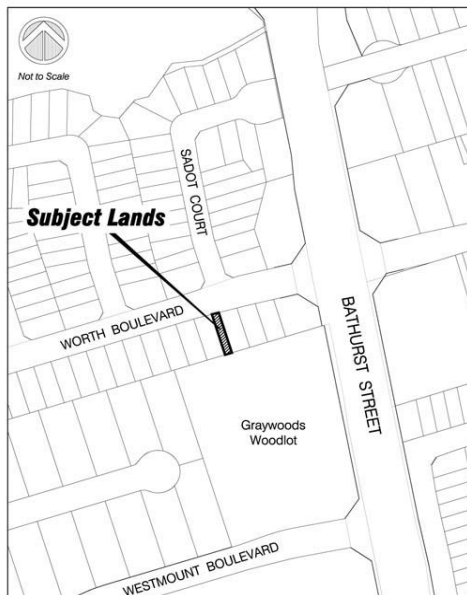 Not to Scale
SADOT COURT
Subject Lands
WORTH BOULEVARD
BATHURST STREET
Graywoods
Woodlot
WESTMOUNT BOULEVARD